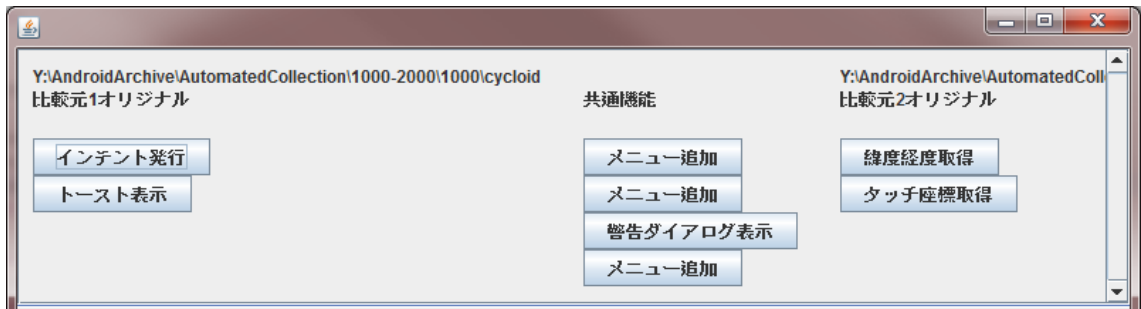 Y:\AndroidArchive\AutomatedCollection\1000-2000\1000\cycloid
比較元1オリジナル
インテント発行
トースト表示
共通機能
メニュー追加
メニュー追加
警告ダイアログ表示
メニュー追加
Y:\AndroidArchive\AutomatedColl
比較元2オリジナル
緯度経度取得
タッチ座標取得